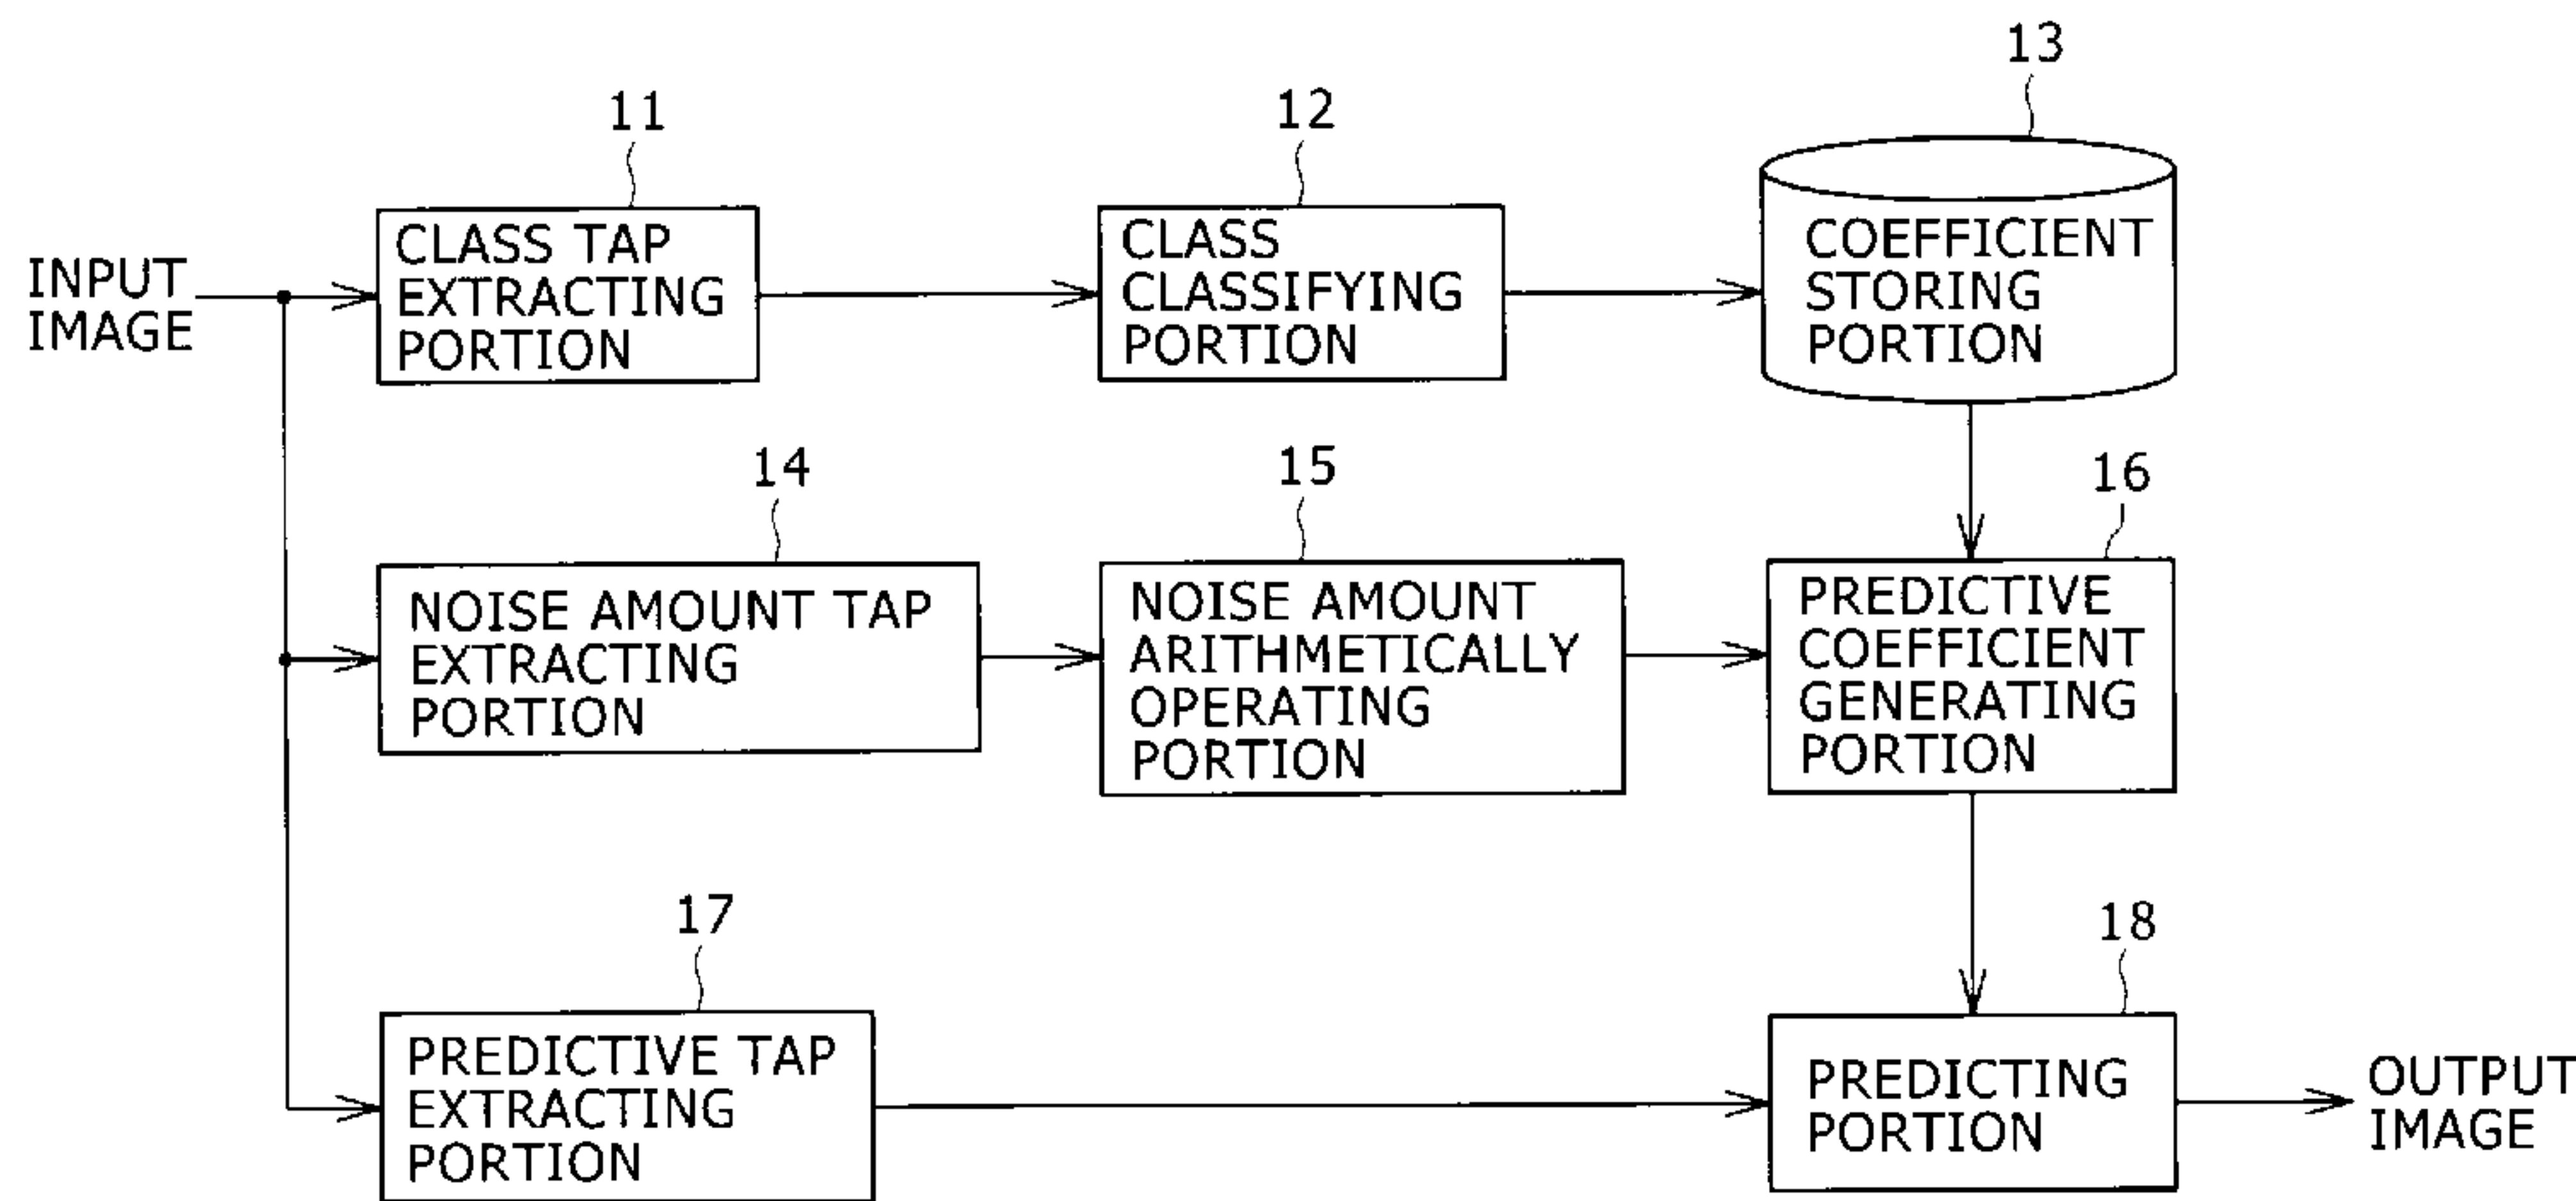 13
11
12
INPUT
IMAGE
CLASS TAP
EXTRACTING
PORTION
CLASS
CLASSIFYING
PORTION
COEFFICIENT
STORING
PORTION
14
15
16
NOISE AMOUNT TAP
EXTRACTING
PORTION
NOISE AMOUNT
ARITHMETICALLY
OPERATING
PORTION
PREDICTIVE
COEFFICIENT
GENERATING
PORTION
17
18
PREDICTIVE TAP
EXTRACTING
PORTION
PREDICTING
PORTION
OUTPUT
IMAGE